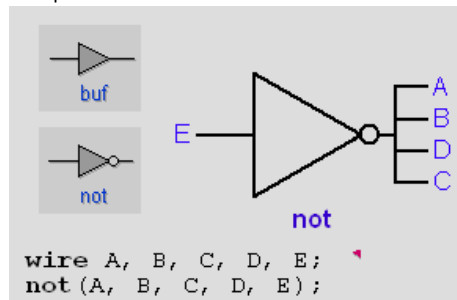 buf
not
E
A
B
D
C
not
wire A, B, C, D, E;
not(A, B, C, D, E);